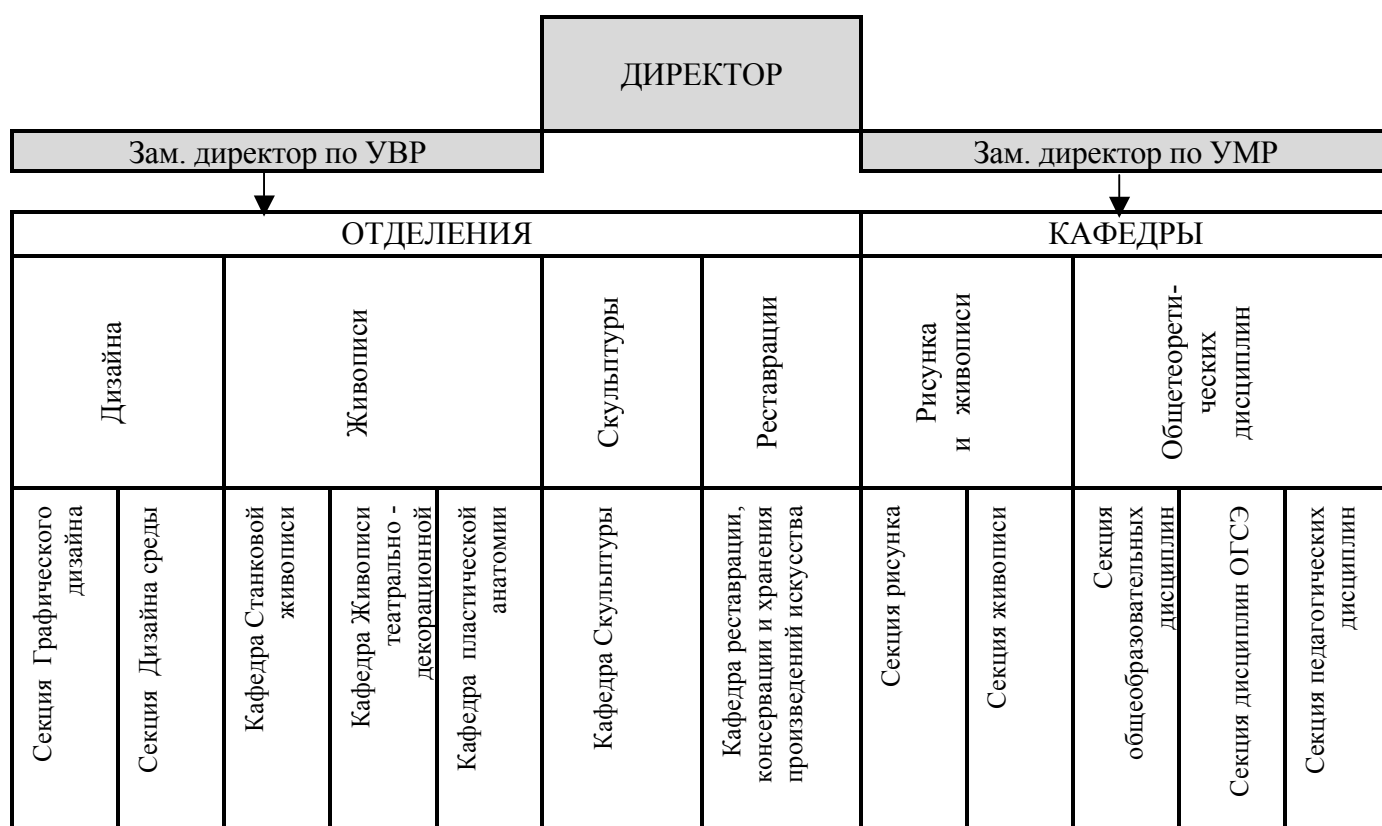 ДИРЕКТОР
Зам. директор по УВР
Зам. директор по УМР
ОТДЕЛЕНИЯ
КАФЕДРЫ
Дизайна
Живописи
Скульптуры
Реставрации
Рисунка
и живописи
Общетеорети-
ческих
дисциплин
Секция Графического
дизайна
Секция Дизайна среды
Кафедра Станковой
живописи
Кафедра Живописи
театрально -
декорационной
Кафедра пластической
анатомии
Кафедра Скульптуры
Кафедра реставрации,
консервации и хранения
произведений искусства
Секция рисунка
Секция живописи
Секция
общеобразовательных
дисциплин
Секция дисциплин ОГСЭ
Секция педагогических
дисциплин